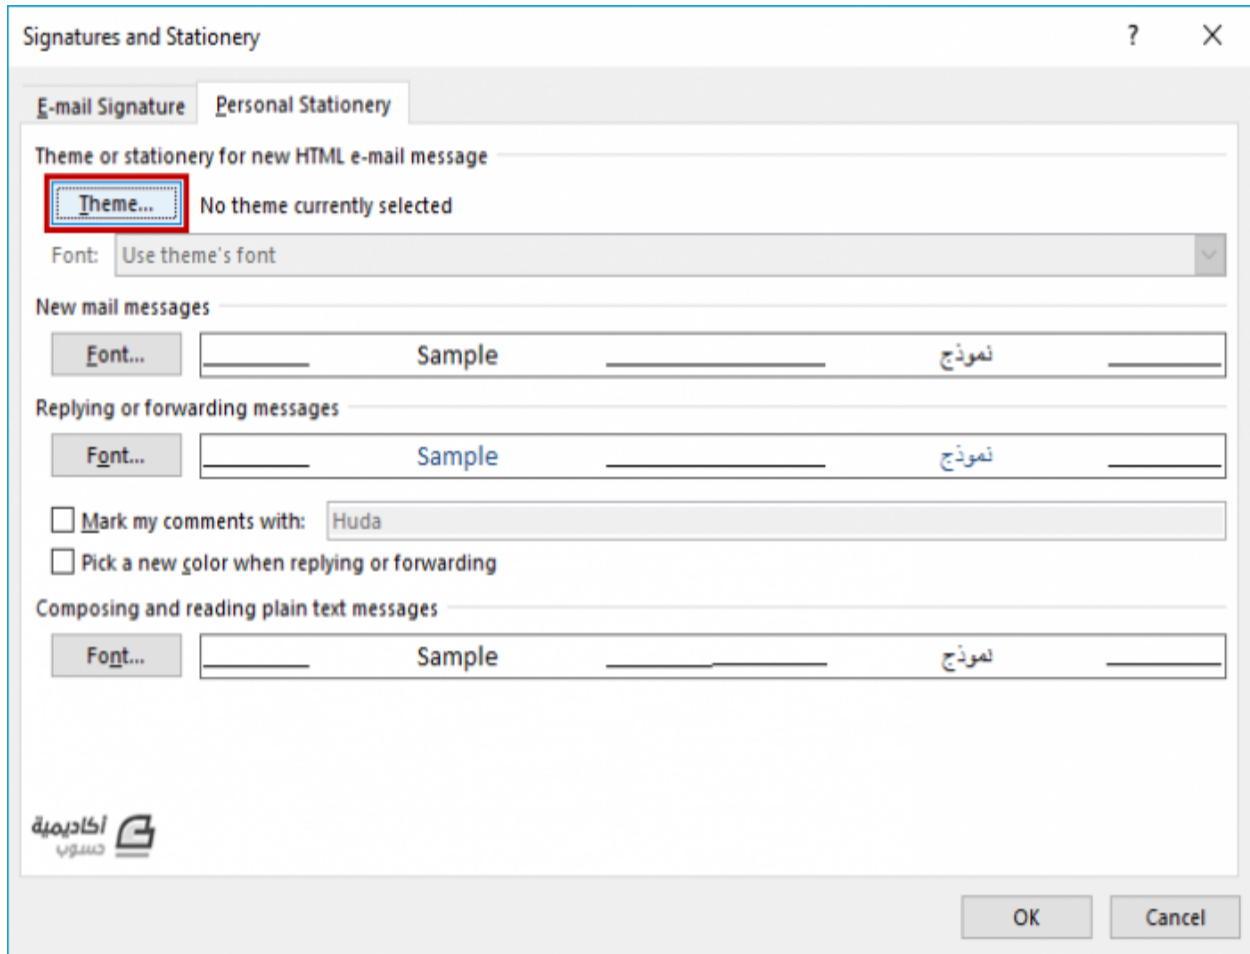 Signatures and Stationery
E-mail Signature Personal Stationery
Theme or stationery for new HTML e-mail message
Theme... No theme currently selected
Font: Use theme's font
New mail messages
Font... Sample نموذج
Replying or forwarding messages
Font... Sample نموذج
Mark my comments with: Huda
Pick a new color when replying or forwarding
Composing and reading plain text messages
Font... Sample نموذج
أكاديمية
حسوب
OK Cancel